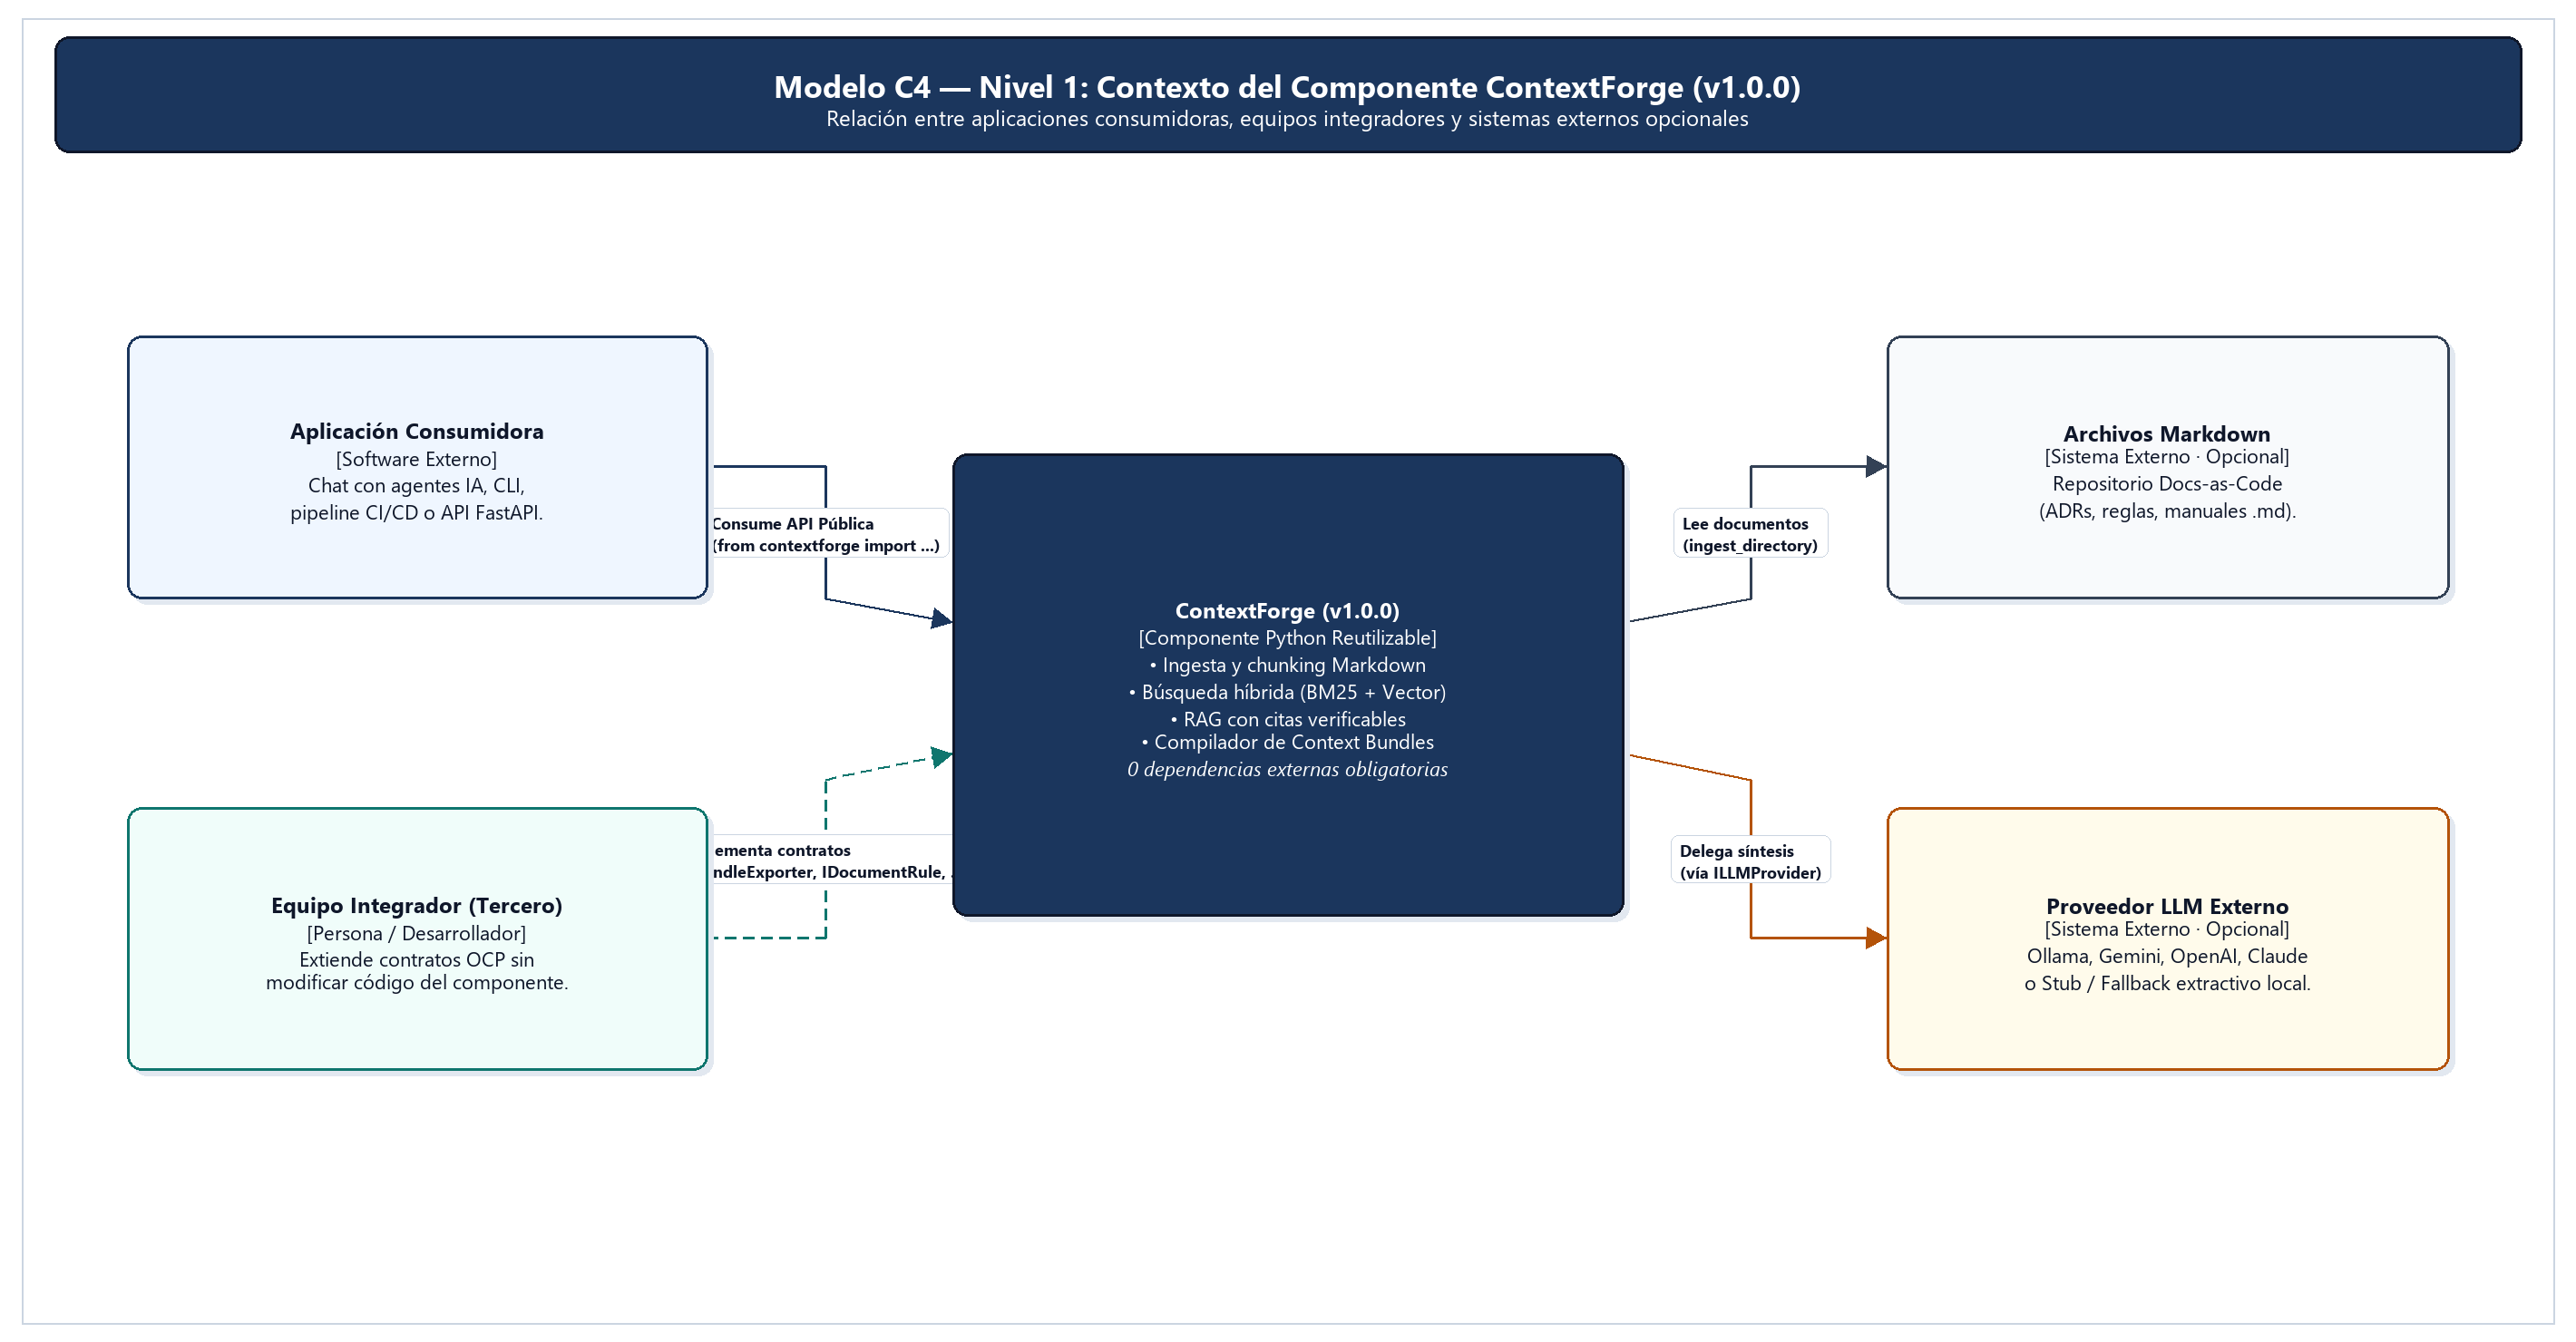 Modelo C4 — Nivel 1: Contexto del Componente ContextForge (v1.0.0)
Relación entre aplicaciones consumidoras, equipos integradores y sistemas externos opcionales
Aplicación Consumidora
[Software Externo]
Chat con agentes IA, CLI,
pipeline CI/CD o API FastAPI.
Consume API Pública
(from contextforge import ...)
Equipo Integrador (Tercero)
[Persona / Desarrollador]
Extiende contratos OCP sin
modificar código del componente.
ementa contratos
ndleExporter, IDocumentRule, .
ContextForge (v1.0.0)
[Componente Python Reutilizable]
• Ingesta y chunking Markdown
• Búsqueda híbrida (BM25 + Vector)
• RAG con citas verificables
• Compilador de Context Bundles
0 dependencias externas obligatorias
Lee documentos
(ingest_directory)
Archivos Markdown
[Sistema Externo · Opcional]
Repositorio Docs-as-Code
(ADRs, reglas, manuales .md).
Delega síntesis
(vía ILLMProvider)
Proveedor LLM Externo
[Sistema Externo · Opcional]
Ollama, Gemini, OpenAI, Claude
o Stub / Fallback extractivo local.